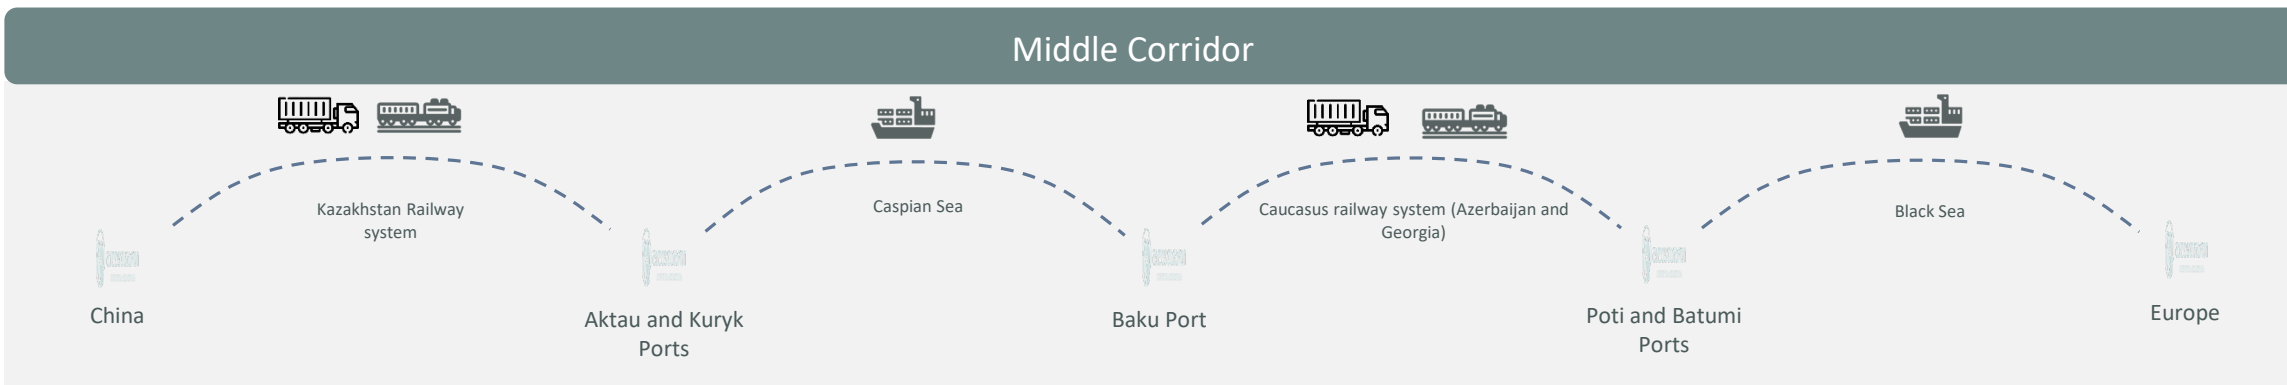 Middle Corridor
Kazakhstan Railway
system
Caspian Sea
Caucasus railway system (Azerbaijan and
Georgia)
Black Sea
China
Aktau and Kuryk
Ports
Baku Port
Poti and Batumi
Ports
Europe